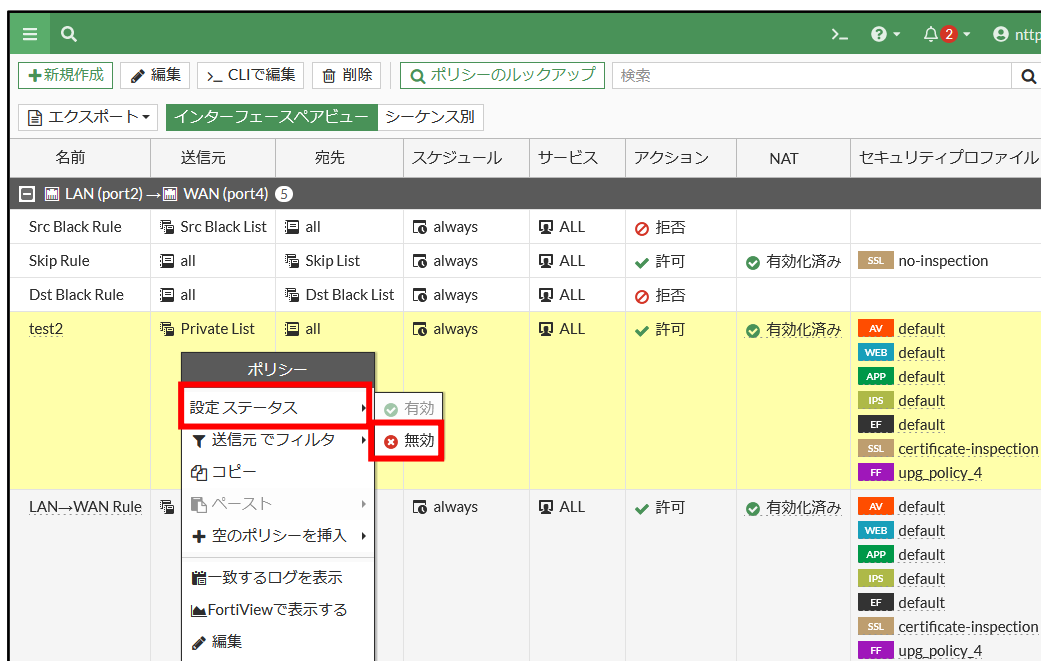 >_ ? 2 nttp
+新規作成 編集 >_ CLIで編集 削除 ポリシーのルックアップ 検索
エクスポート インターフェースペアビュー シーケンス別
名前 送信元 宛先 スケジュール サービス アクション NAT セキュリティプロファイル
LAN (port2) → WAN (port4) 5
Src Black Rule Src Black List all always ALL 拒否
Skip Rule all Skip List always ALL 許可 有効化済み SSL no-inspection
Dst Black Rule all Dst Black List always ALL 拒否
test2 Private List all always ALL 許可 有効化済み AV default
WEB default
ポリシー
APP default
IPS default
設定 ステータス 有効
EF default
送信元 でフィルタ 無効
SSL certificate-inspection
コピー
FF upg_policy_4
ペースト
LAN→WAN Rule always ALL 許可 有効化済み AV default
空のポリシーを挿入
WEB default
APP default
一致するログを表示
IPS default
FortiViewで表示する
EF default
SSL certificate-inspection
編集
FF upg_policy_4